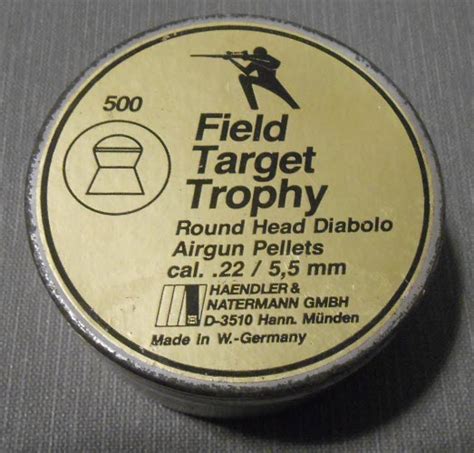 500
Field
Target
Trophy
Round Head Diabolo
Airgun Pellets
cal. .22 / 5,5 mm
HAENDLER &
NATERMANN GMBH
D-3510 Hann. Münden
Made in W.-Germany